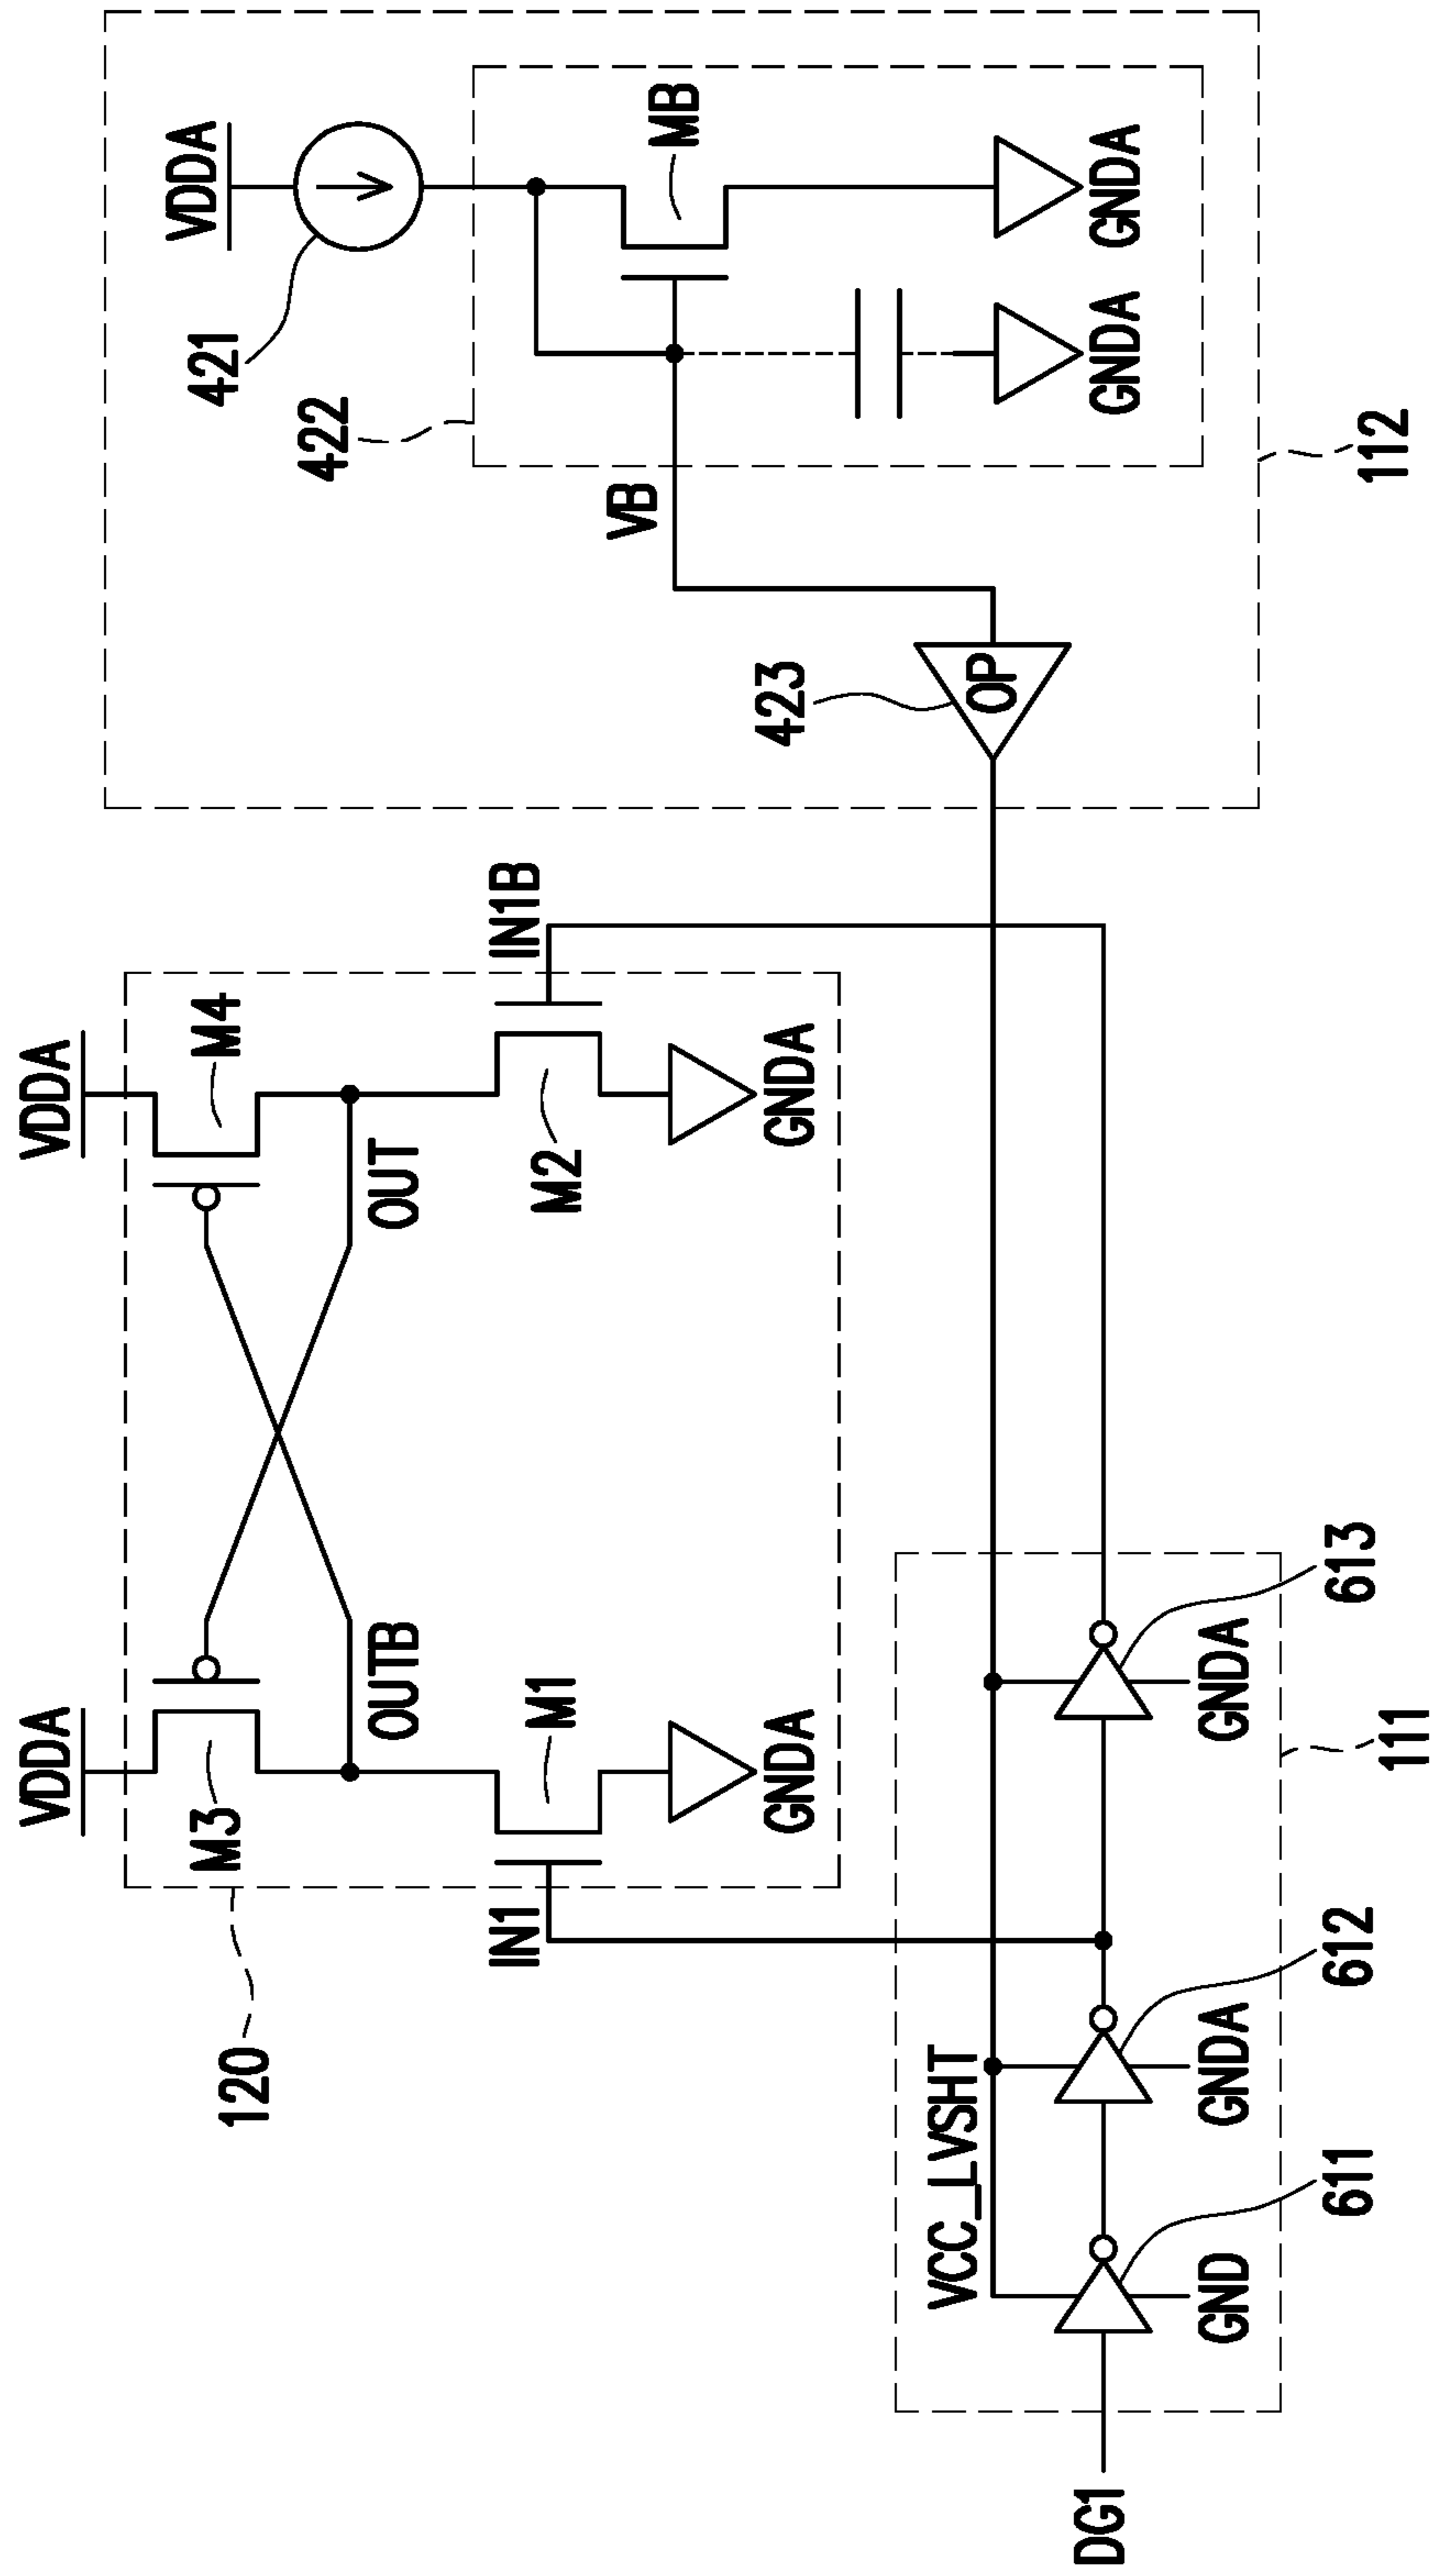 VDDA
VDDA
VDDA
421
M3
M4
422
MB
120
OUTB
OUT
IN1
M1
M2
IN1B
VB
GNDA
GNDA
423
OP
GNDA
GNDA
VCC_LVSHT
DG1
GND
GNDA
GNDA
611
612
613
111
112